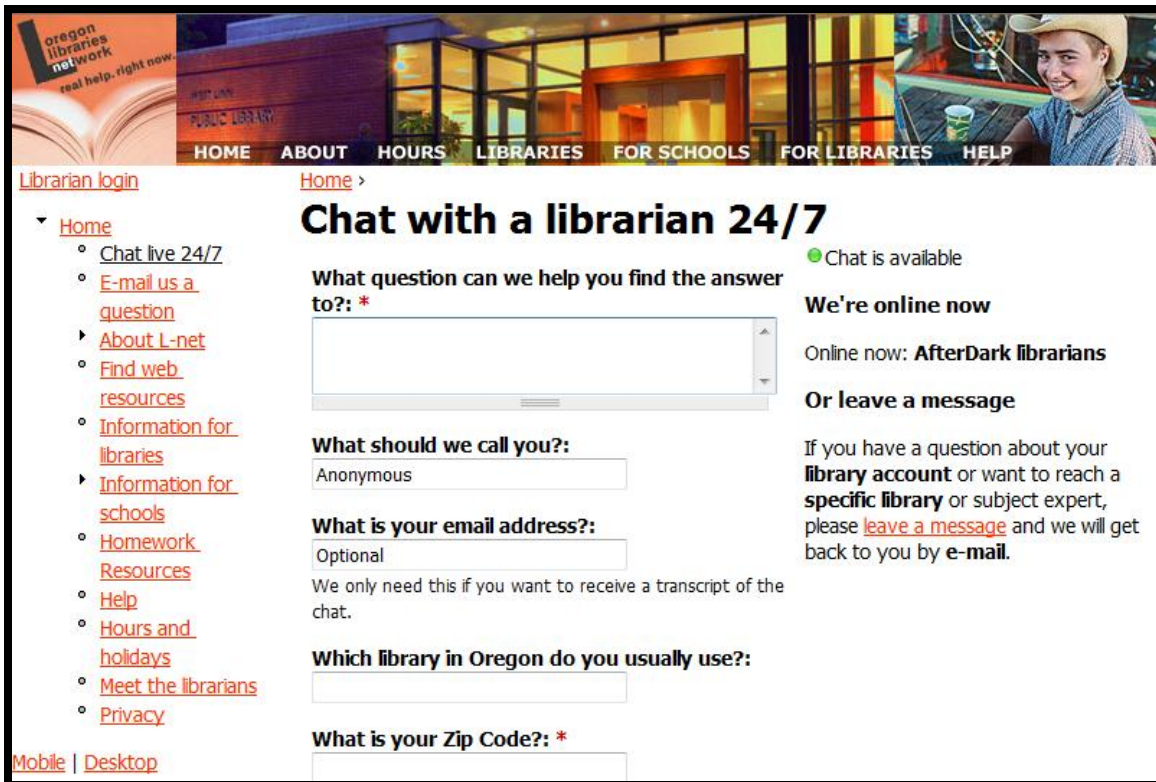 oregon
libraries
network
real help. right now.
WEST LINN
PUBLIC LIBRARY
HOME ABOUT HOURS LIBRARIES FOR SCHOOLS FOR LIBRARIES HELP
Librarian login
Home
Chat live 24/7
E-mail us a
question
About L-net
Find web
resources
Information for
libraries
Information for
schools
Homework
Resources
Help
Hours and
holidays
Meet the librarians
Privacy
Mobile | Desktop
Home ›
Chat with a librarian 24/7
What question can we help you find the answer
to?: *
What should we call you?:
Anonymous
What is your email address?:
Optional
We only need this if you want to receive a transcript of the
chat.
Which library in Oregon do you usually use?:
What is your Zip Code?: *
Chat is available
We're online now
Online now: AfterDark librarians
Or leave a message
If you have a question about your
library account or want to reach a
specific library or subject expert,
please leave a message and we will get
back to you by e-mail.